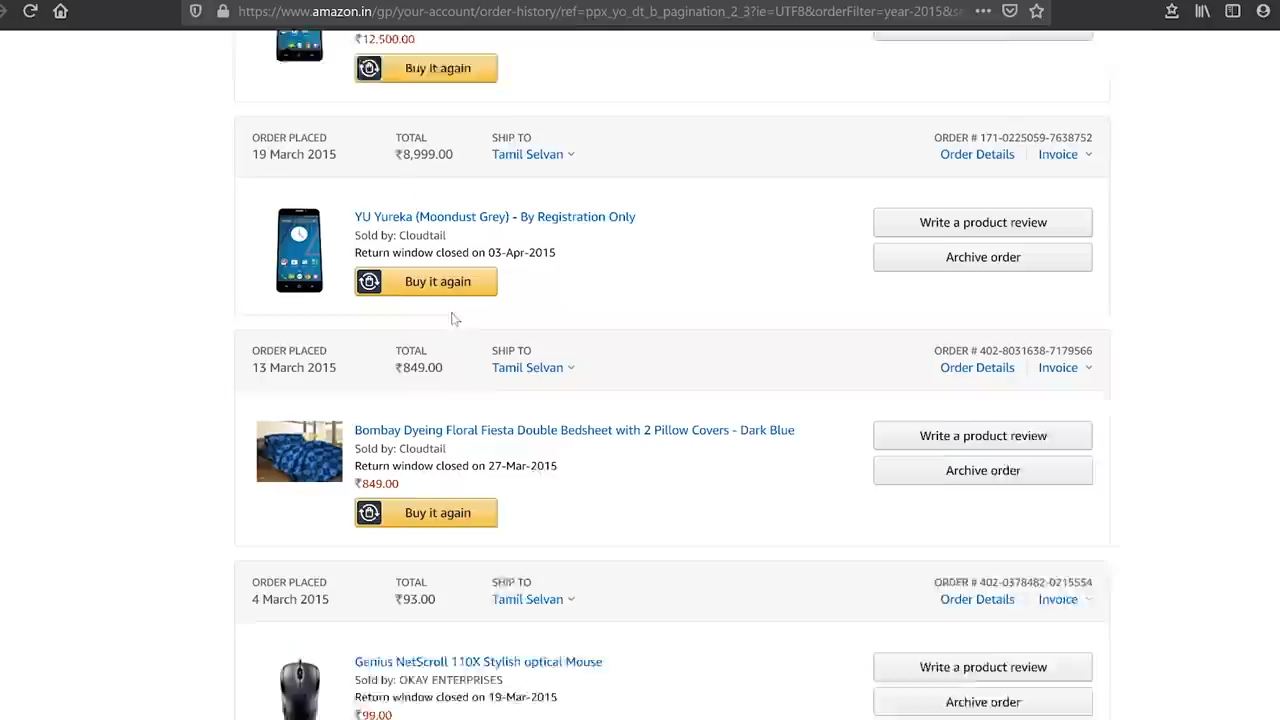 https://www.amazon.in/gp/your-account/order-history/ref=ppx_yo_dt_b_pagination_2_3?ie=UTF8&orderFilter=year-2015&s
₹12,500.00
Buy it again
ORDER PLACED TOTAL SHIP TO ORDER # 171-0225059-7638752
19 March 2015 ₹8,999.00 Tamil Selvan Order Details Invoice
YU Yureka (Moondust Grey) - By Registration Only
Write a product review
Sold by: Cloudtail
Return window closed on 03-Apr-2015
Archive order
Buy it again
ORDER PLACED TOTAL SHIP TO ORDER # 402-8031638-7179566
13 March 2015 ₹849.00 Tamil Selvan Order Details Invoice
Bombay Dyeing Floral Fiesta Double Bedsheet with 2 Pillow Covers - Dark Blue
Write a product review
Sold by: Cloudtail
Return window closed on 27-Mar-2015
Archive order
₹849.00
Buy it again
ORDER PLACED TOTAL SHIP TO ORDER # 402-0378482-0215554
4 March 2015 ₹93.00 Tamil Selvan Order Details Invoice
Genius NetScroll 110X Stylish optical Mouse
Write a product review
Sold by: OKAY ENTERPRISES
Return window closed on 19-Mar-2015
Archive order
₹99.00